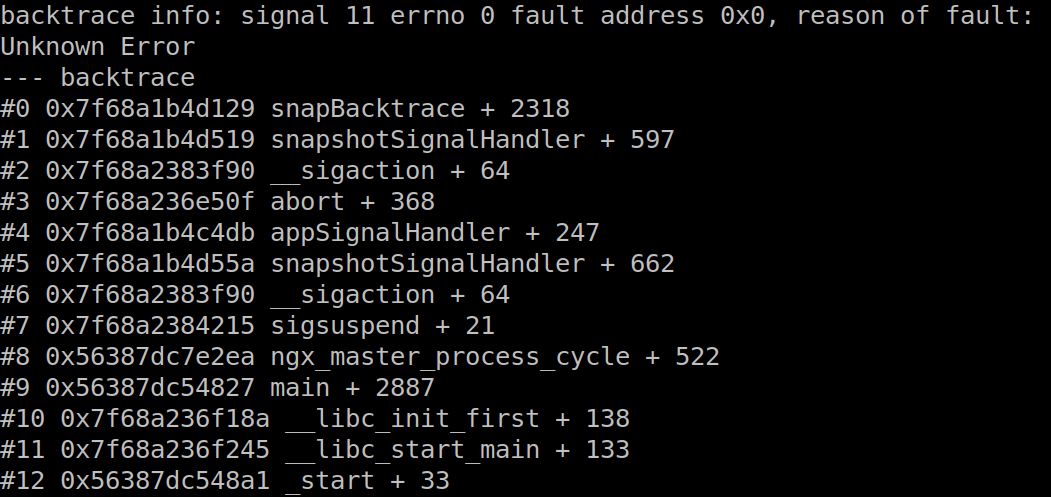 backtrace info: signal 11 errno 0 fault address 0x0, reason of fault:
Unknown Error
--- backtrace
#0 0x7f68a1b4d129 snapBacktrace + 2318
#1 0x7f68a1b4d519 snapshotSignalHandler + 597
#2 0x7f68a2383f90 __sigaction + 64
#3 0x7f68a236e50f abort + 368
#4 0x7f68a1b4c4db appSignalHandler + 247
#5 0x7f68a1b4d55a snapshotSignalHandler + 662
#6 0x7f68a2383f90 __sigaction + 64
#7 0x7f68a2384215 sigsuspend + 21
#8 0x56387dc7e2ea ngx_master_process_cycle + 522
#9 0x56387dc54827 main + 2887
#10 0x7f68a236f18a __libc_init_first + 138
#11 0x7f68a236f245 __libc_start_main + 133
#12 0x56387dc548a1 _start + 33